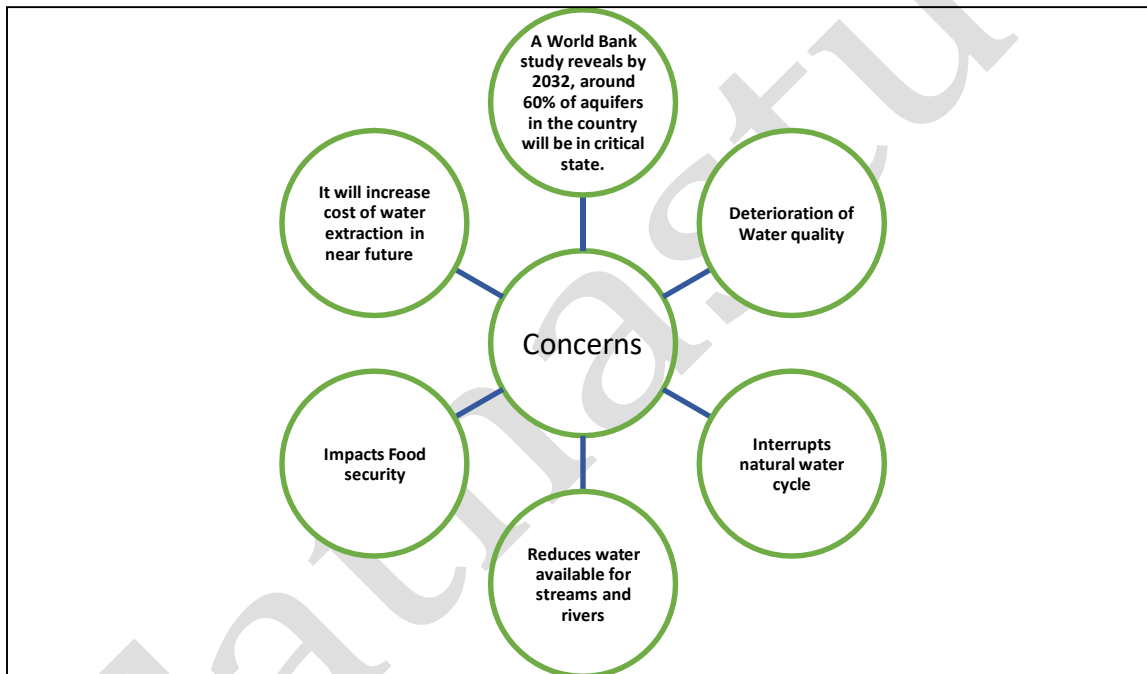 A World Bank
study reveals by
2032, around
60% of aquifers
in the country
will be in critical
state.
It will increase
cost of water
extraction in
near future
Deterioration of
Water quality
Concerns
Impacts Food
security
Interrupts
natural water
cycle
Reduces water
available for
streams and
rivers